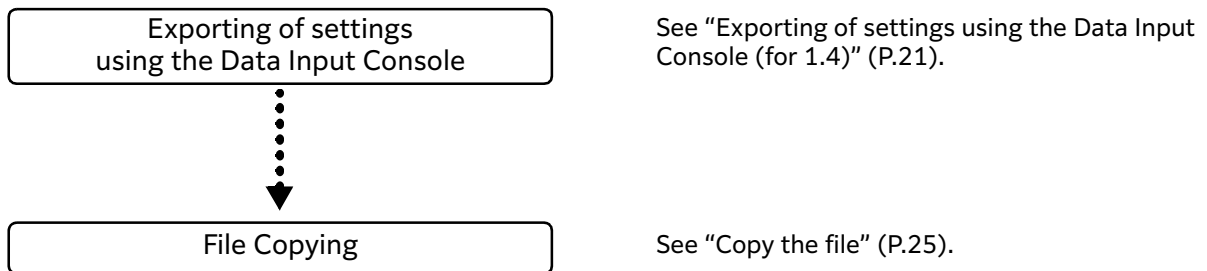 Exporting of settings
using the Data Input Console
See “Exporting of settings using the Data Input
Console (for 1.4)” (P.21).
File Copying
See “Copy the file” (P.25).